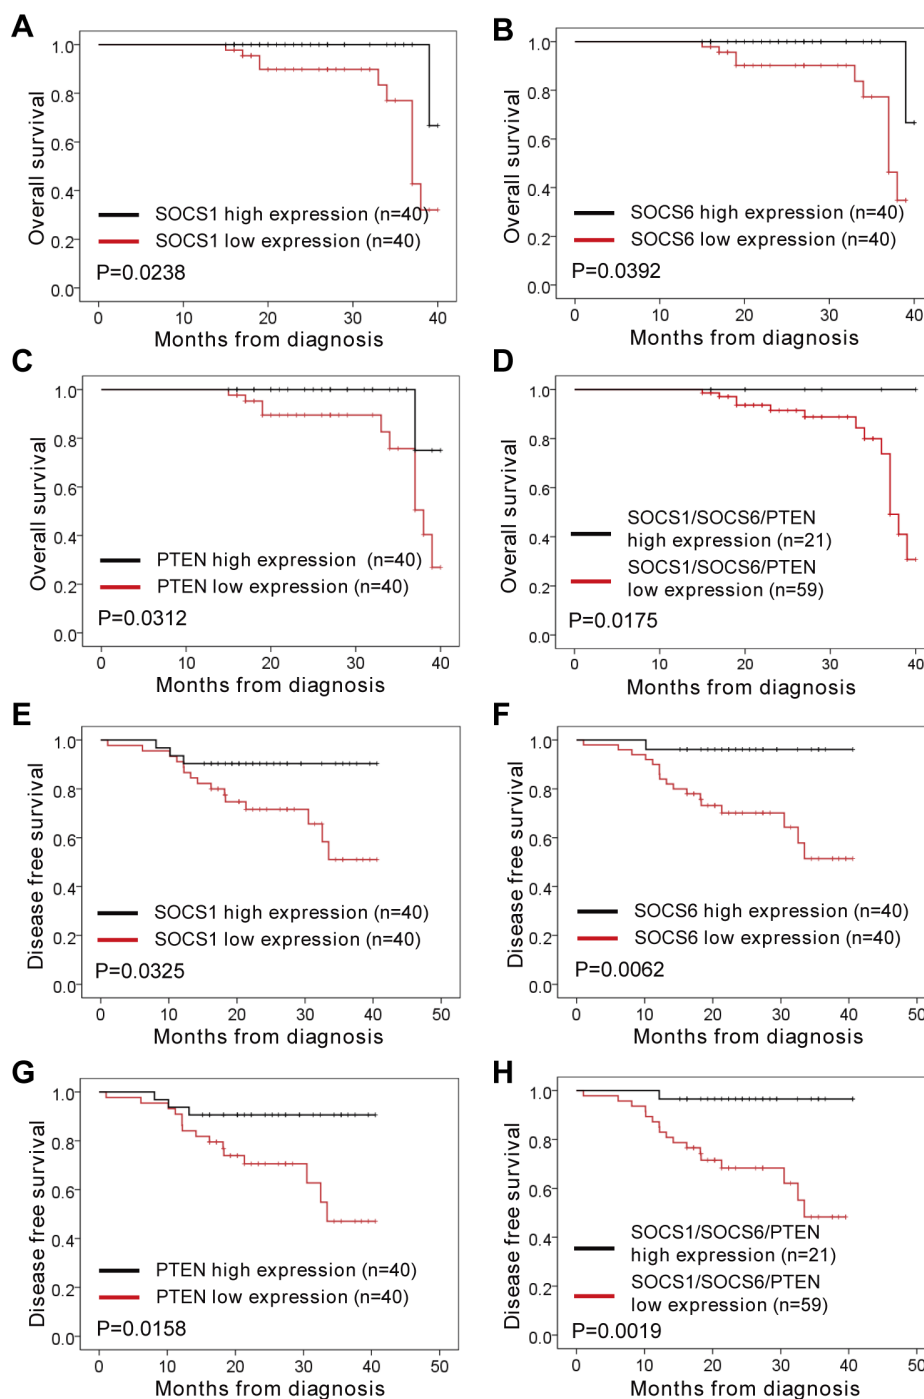 A
Overall survival
1.0
0.8
0.6
0.4
0.2
0.0
SOCS1 high expression (n=40)
SOCS1 low expression (n=40)
P=0.0238
0 10 20 30 40
Months from diagnosis
B
Overall survival
1.0
0.8
0.6
0.4
0.2
0.0
SOCS6 high expression (n=40)
SOCS6 low expression (n=40)
P=0.0392
0 10 20 30 40
Months from diagnosis
C
Overall survival
1.0
0.8
0.6
0.4
0.2
0.0
PTEN high expression (n=40)
PTEN low expression (n=40)
P=0.0312
0 10 20 30 40
Months from diagnosis
D
Overall survival
1.0
0.8
0.6
0.4
0.2
0.0
SOCS1/SOCS6/PTEN
high expression (n=21)
SOCS1/SOCS6/PTEN
low expression (n=59)
P=0.0175
0 10 20 30 40
Months from diagnosis
E
Disease free survival
1.0
0.8
0.6
0.4
0.2
0.0
SOCS1 high expression (n=40)
SOCS1 low expression (n=40)
P=0.0325
0 10 20 30 40 50
Months from diagnosis
F
Disease free survival
1.0
0.8
0.6
0.4
0.2
0.0
SOCS6 high expression (n=40)
SOCS6 low expression (n=40)
P=0.0062
0 10 20 30 40 50
Months from diagnosis
G
Disease free survival
1.0
0.8
0.6
0.4
0.2
0.0
PTEN high expression (n=40)
PTEN low expression (n=40)
P=0.0158
0 10 20 30 40 50
Months from diagnosis
H
Disease free survival
1.0
0.8
0.6
0.4
0.2
0.0
SOCS1/SOCS6/PTEN
high expression (n=21)
SOCS1/SOCS6/PTEN
low expression (n=59)
P=0.0019
0 10 20 30 40 50
Months from diagnosis